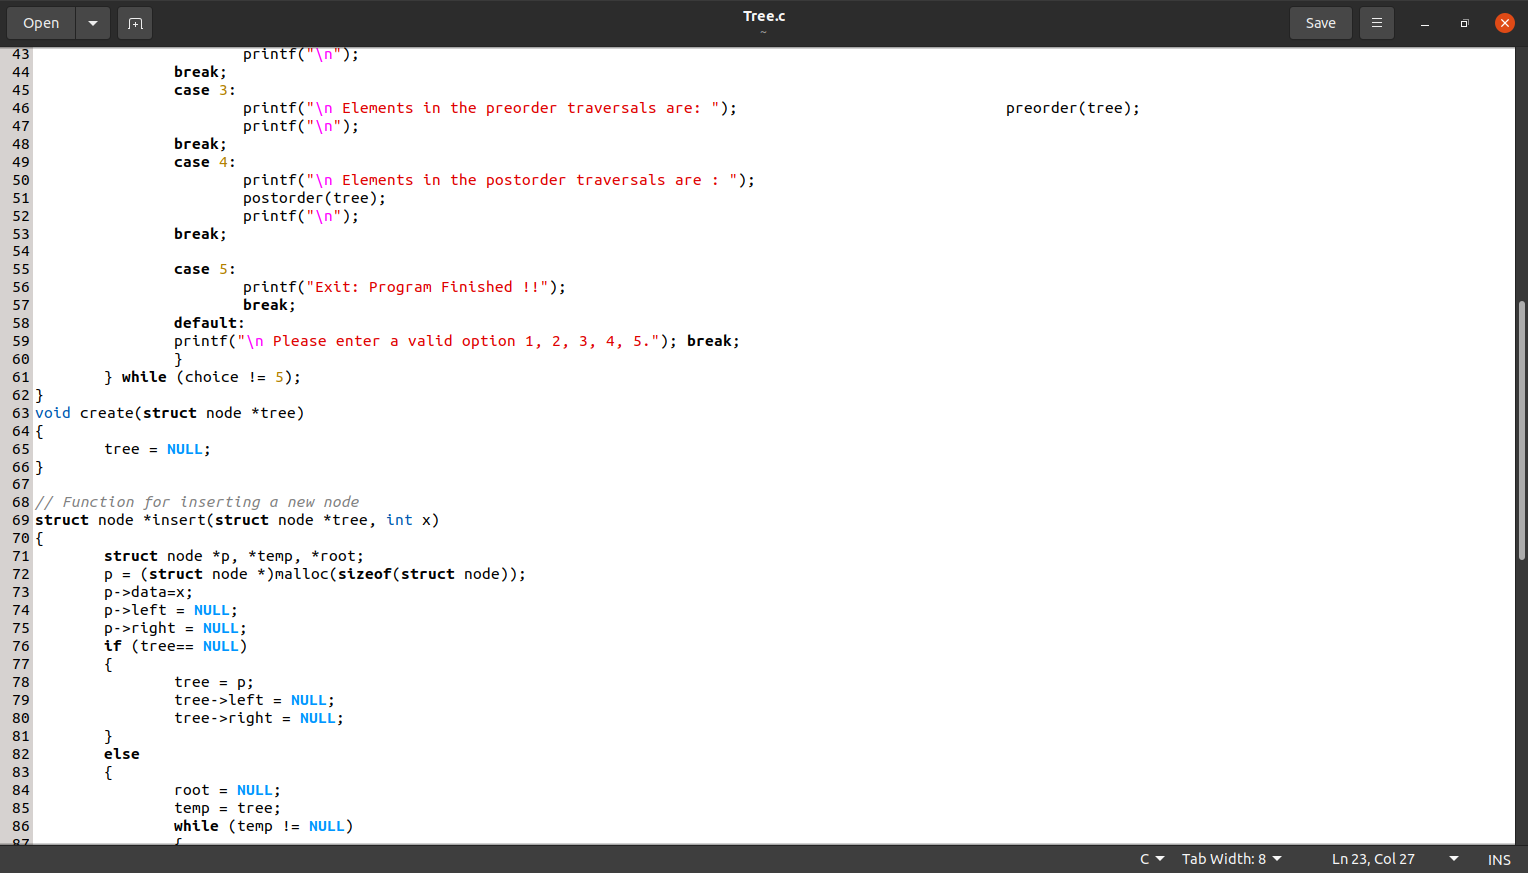 Open Tree.c Save
~
43 printf("\n");
44 break;
45 case 3:
46 printf("\n Elements in the preorder traversals are: "); preorder(tree);
47 printf("\n");
48 break;
49 case 4:
50 printf("\n Elements in the postorder traversals are : ");
51 postorder(tree);
52 printf("\n");
53 break;
54
55 case 5:
56 printf("Exit: Program Finished !!");
57 break;
58 default:
59 printf("\n Please enter a valid option 1, 2, 3, 4, 5."); break;
60 }
61 } while (choice != 5);
62 }
63 void create(struct node *tree)
64 {
65 tree = NULL;
66 }
67
68 // Function for inserting a new node
69 struct node *insert(struct node *tree, int x)
70 {
71 struct node *p, *temp, *root;
72 p = (struct node *)malloc(sizeof(struct node));
73 p->data=x;
74 p->left = NULL;
75 p->right = NULL;
76 if (tree== NULL)
77 {
78 tree = p;
79 tree->left = NULL;
80 tree->right = NULL;
81 }
82 else
83 {
84 root = NULL;
85 temp = tree;
86 while (temp != NULL)
87 {
C Tab Width: 8 Ln 23, Col 27 INS